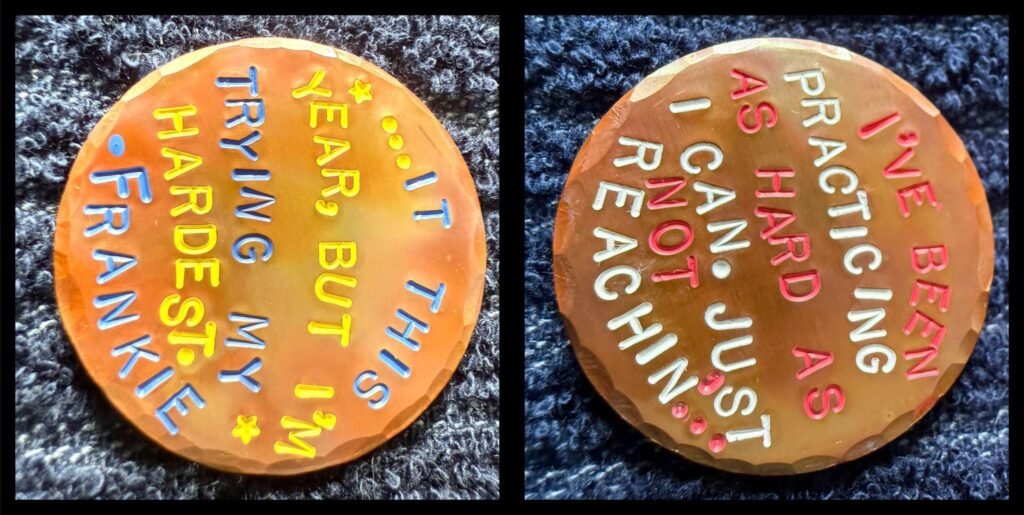 I'VE BEEN
PRACTICING
AS HARD AS
I CAN. JUST
NOT
REACHIN...
...IT THIS
YEAR, BUT I'M
TRYING MY
HARDEST.
-FRANKIE